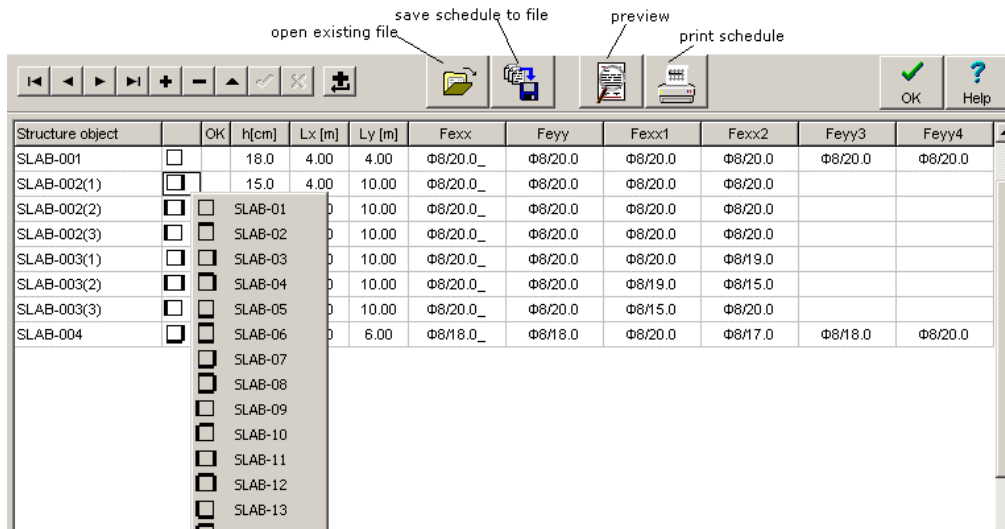 save schedule to file
preview
open existing file
print schedule
OK Help
Structure object OK h[cm] Lx [m] Ly [m] Fexx Feyy Fexx1 Fexx2 Feyy3 Feyy4
SLAB-001 18.0 4.00 4.00 Φ8/20.0_ Φ8/20.0 Φ8/20.0 Φ8/20.0 Φ8/20.0 Φ8/20.0
SLAB-002(1) 15.0 4.00 10.00 Φ8/20.0_ Φ8/20.0 Φ8/20.0 Φ8/20.0
SLAB-002(2) 10.00 Φ8/20.0_ Φ8/20.0 Φ8/20.0 Φ8/20.0
SLAB-002(3) 10.00 Φ8/20.0_ Φ8/20.0 Φ8/20.0 Φ8/20.0
SLAB-003(1) 10.00 Φ8/20.0_ Φ8/20.0 Φ8/20.0 Φ8/19.0
SLAB-003(2) 10.00 Φ8/20.0_ Φ8/20.0 Φ8/19.0 Φ8/15.0
SLAB-003(3) 10.00 Φ8/20.0_ Φ8/20.0 Φ8/15.0 Φ8/20.0
SLAB-004 6.00 Φ8/18.0_ Φ8/18.0 Φ8/20.0 Φ8/17.0 Φ8/18.0 Φ8/20.0
SLAB-01
SLAB-02
SLAB-03
SLAB-04
SLAB-05
SLAB-06
SLAB-07
SLAB-08
SLAB-09
SLAB-10
SLAB-11
SLAB-12
SLAB-13